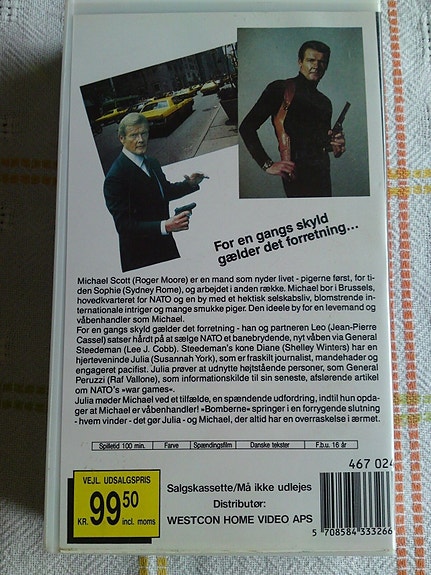 For en gangs skyld
gælder det forretning...
Michael Scott (Roger Moore) er en mand som nyder livet - pigerne først, for ti-
den Sophie (Sydney Rome), og arbejdet i anden række. Michael bor i Brussels,
hovedkvarteret for NATO og en by med et hektisk selskabsliv, blomstrende
internationale intriger og mange smukke piger. Den ideele by for en levemand og
våbenhandler som Michael.
For en gangs skyld gælder det forretning - han og partneren Leo (Jean-Pierre
Cassel) satser hårdt på at sælge NATO et banebrydende, nyt våben via General
Steedeman (Lee J. Cobb). Steedeman's kone Diane (Shelley Winters) har en
hjerteveninde Julia (Susannah York), som er fraskilt journalist, mandehader og
engageret pacifist. Julia prøver at udnytte højtstående personer, som General
Peruzzi (Raf Vallone), som informationskilde til sin seneste, afslørende artikel
om NATO's »war games«.
Julia møder Michael ved et tilfælde, en spændende udfordring, indtil hun opda-
ger at Michael er våbenhandler! »Bomberne« springer i en forrygende slutning
- hvem vinder - det gør Julia - og Michael, der altid har en overraskelse i ærmet.
Spilletid 100 min. Farve Spændingsfilm Danske tekster F.b.u. 16 år
467 024
VEJL. UDSALGSPRIS
KR. 99 50
incl. moms
Salgskassette/Må ikke udlejes
Distributør:
WESTCON HOME VIDEO APS
5 708584 333266